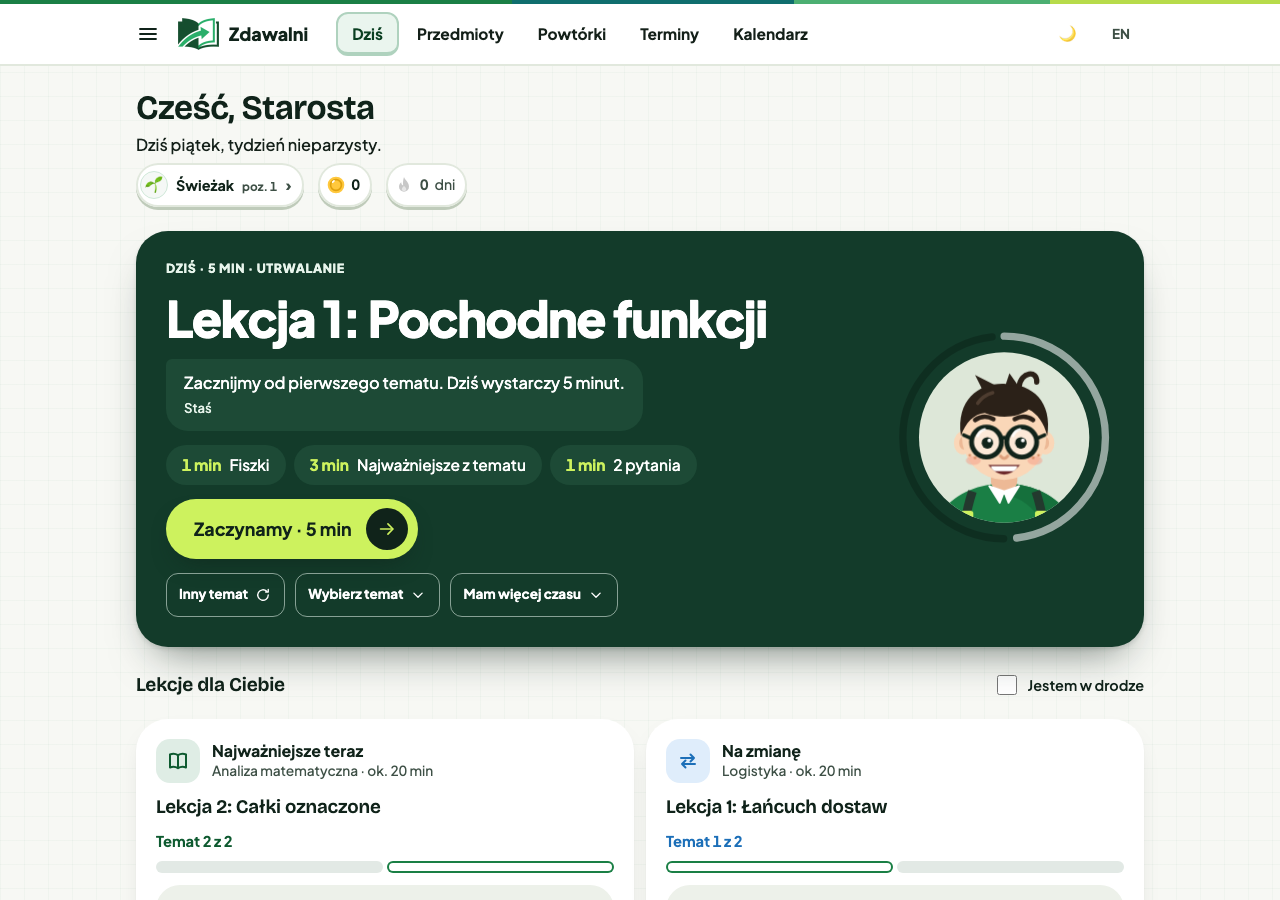 Zdawalni
Dziś
Przedmioty
Powtórki
Terminy
Kalendarz
EN
Cześć, Starosta
Dziś piątek, tydzień nieparzysty.
Świeżak poz. 1 ›
0
0 dni
DZIŚ · 5 MIN · UTRWALANIE
Lekcja 1: Pochodne funkcji
Zacznijmy od pierwszego tematu. Dziś wystarczy 5 minut.
Staś
1 min Fiszki
3 min Najważniejsze z tematu
1 min 2 pytania
Zaczynamy · 5 min
Inny temat
Wybierz temat
Mam więcej czasu
Lekcje dla Ciebie
Jestem w drodze
Najważniejsze teraz
Analiza matematyczna · ok. 20 min
Lekcja 2: Całki oznaczone
Temat 2 z 2
Na zmianę
Logistyka · ok. 20 min
Lekcja 1: Łańcuch dostaw
Temat 1 z 2